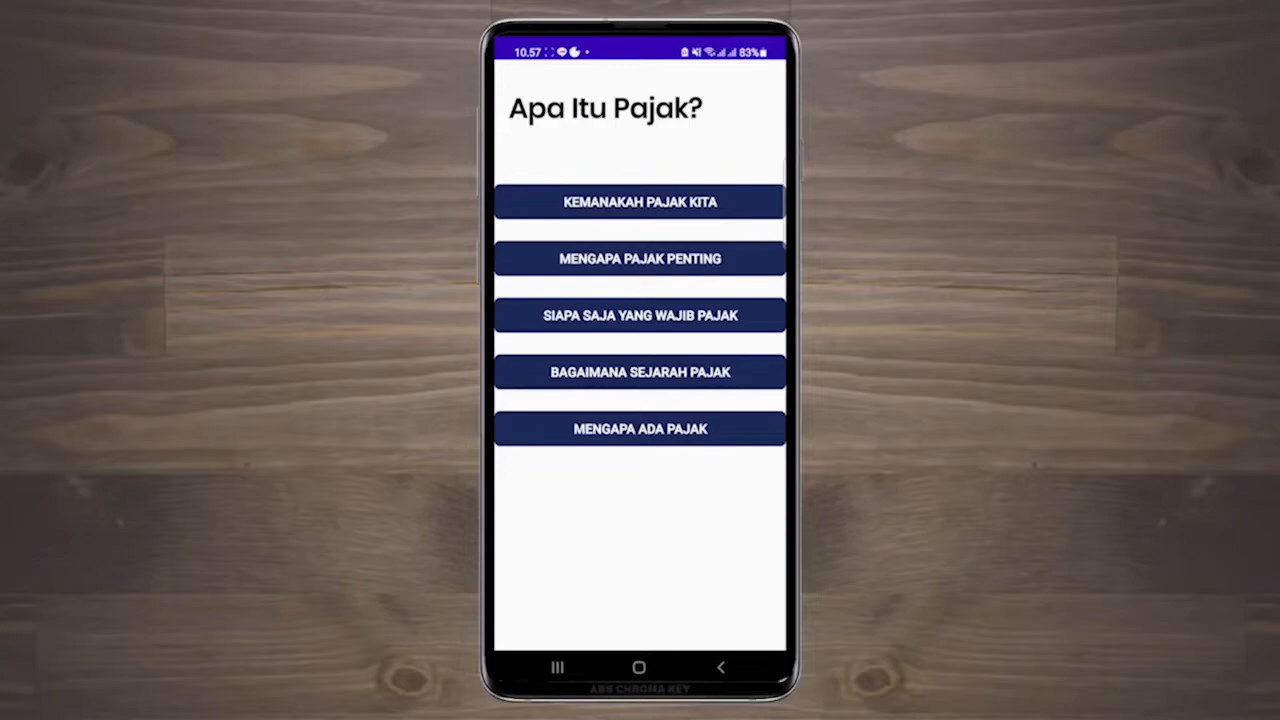 10.57
83%
Apa Itu Pajak?
KEMANAKAH PAJAK KITA
MENGAPA PAJAK PENTING
SIAPA SAJA YANG WAJIB PAJAK
BAGAIMANA SEJARAH PAJAK
MENGAPA ADA PAJAK
ABS CHROMA KEY